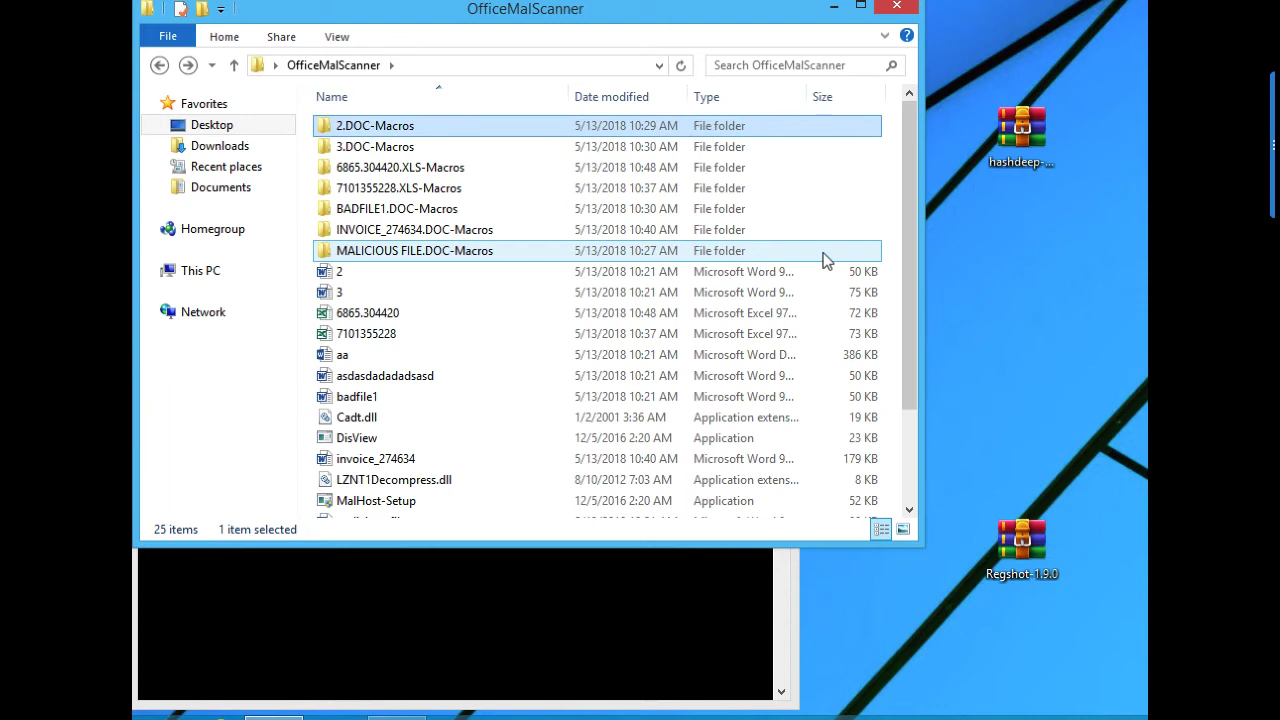 OfficeMalScanner
File Home Share View
OfficeMalScanner
Search OfficeMalScanner
Name Date modified Type Size
Favorites
Desktop
Downloads
Recent places
Documents
Homegroup
This PC
Network
2.DOC-Macros 5/13/2018 10:29 AM File folder
3.DOC-Macros 5/13/2018 10:30 AM File folder
6865.304420.XLS-Macros 5/13/2018 10:48 AM File folder
7101355228.XLS-Macros 5/13/2018 10:37 AM File folder
BADFILE1.DOC-Macros 5/13/2018 10:30 AM File folder
INVOICE_274634.DOC-Macros 5/13/2018 10:40 AM File folder
MALICIOUS FILE.DOC-Macros 5/13/2018 10:27 AM File folder
2 5/13/2018 10:21 AM Microsoft Word 9... 50 KB
3 5/13/2018 10:21 AM Microsoft Word 9... 75 KB
6865.304420 5/13/2018 10:48 AM Microsoft Excel 97... 72 KB
7101355228 5/13/2018 10:37 AM Microsoft Excel 97... 73 KB
aa 5/13/2018 10:21 AM Microsoft Word D... 386 KB
asdasdadadadsasd 5/13/2018 10:21 AM Microsoft Word 9... 50 KB
badfile1 5/13/2018 10:21 AM Microsoft Word 9... 50 KB
Cadt.dll 1/2/2001 3:36 AM Application extens... 19 KB
DisView 12/5/2016 2:20 AM Application 23 KB
invoice_274634 5/13/2018 10:40 AM Microsoft Word 9... 179 KB
LZNT1Decompress.dll 8/10/2012 7:03 AM Application extens... 8 KB
MalHost-Setup 12/5/2016 2:20 AM Application 52 KB
25 items 1 item selected
hashdeep-...
Regshot-1.9.0